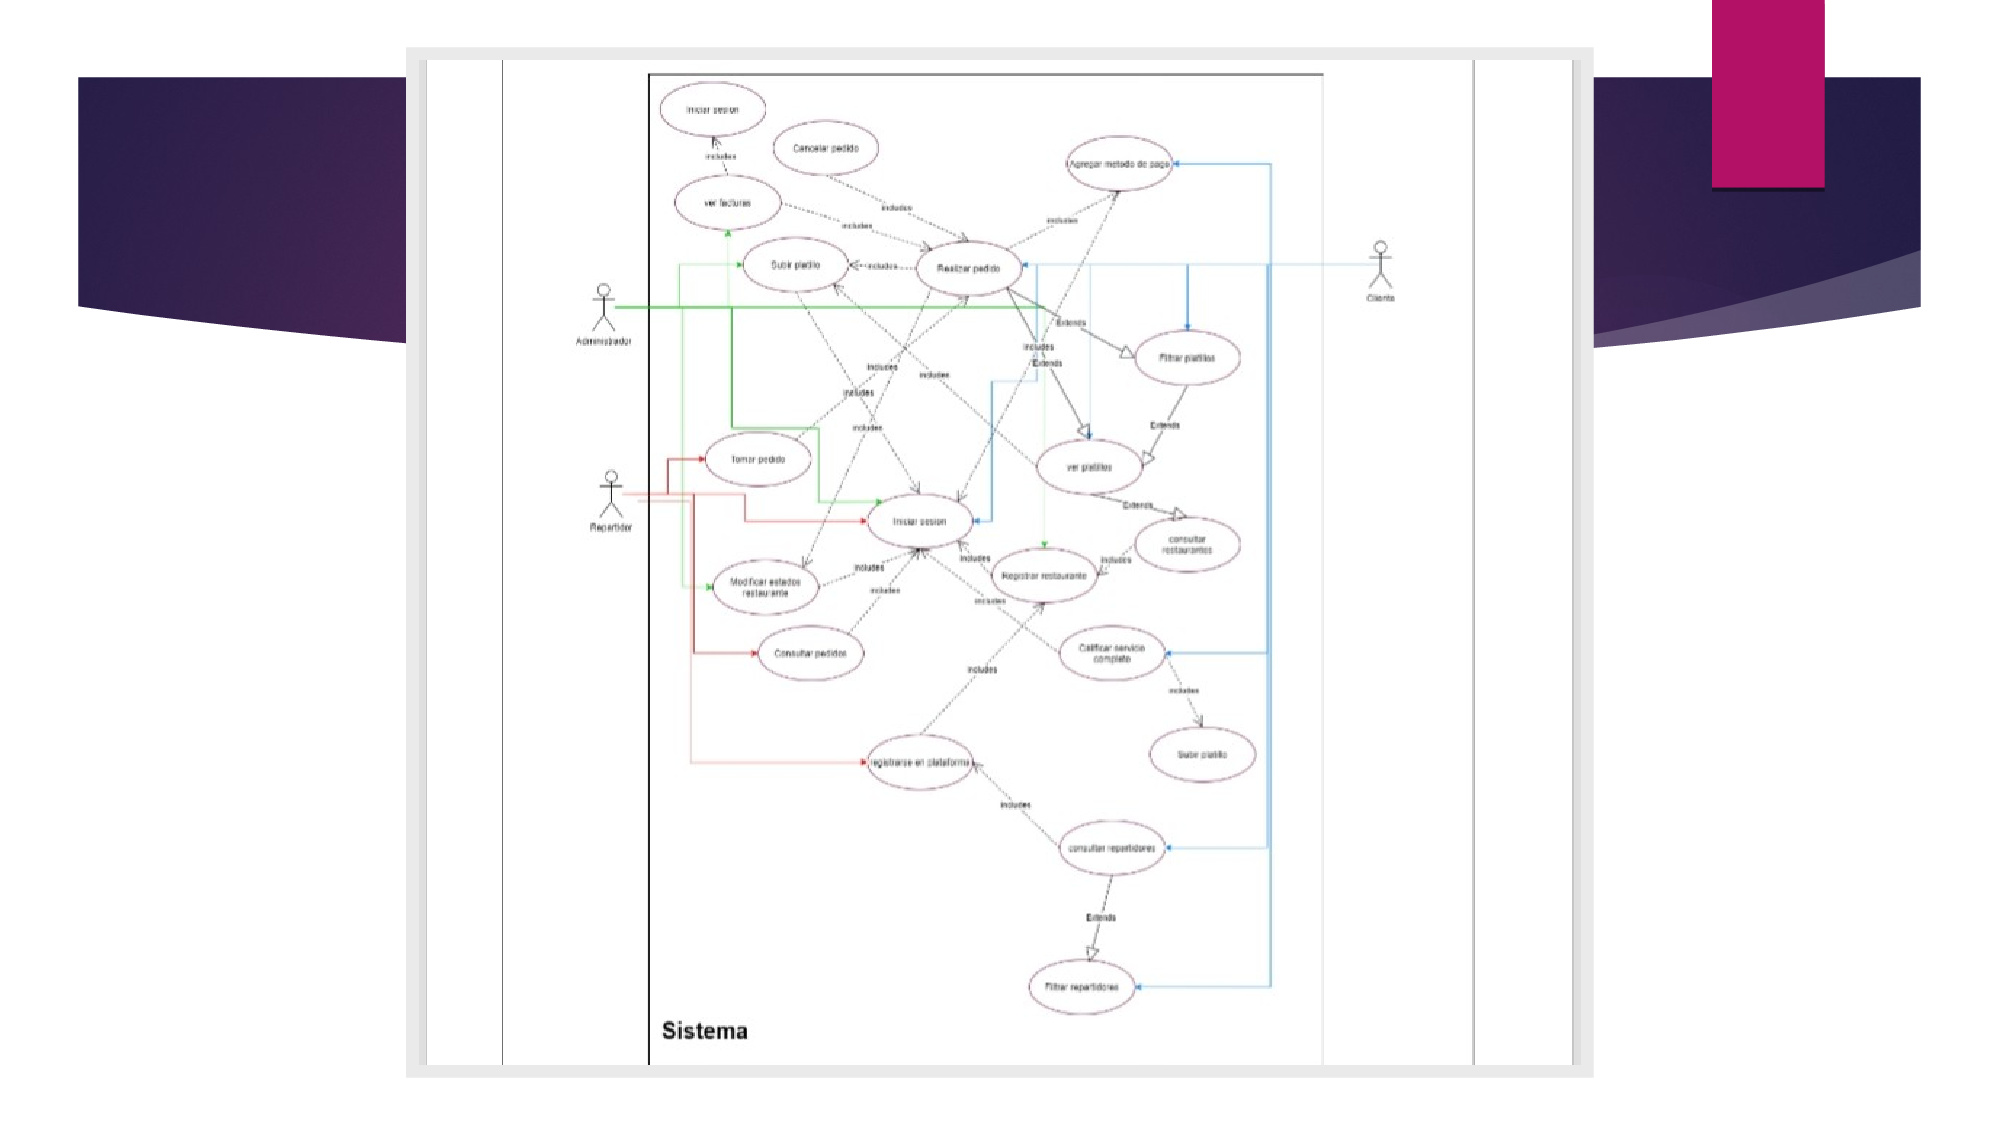 Iniciar sesion
Cancelar pedido
includes
Agregar metodo de pago
ver facturas
includes
includes
includes
Subir platillo
includes
Realizar pedido
Cliente
Administrador
Extends
includes
Extends
Filtrar platillos
includes
includes
includes
includes
Extends
Tomar pedido
ver platillos
Extends
Repartidor
Iniciar sesion
consultar
restaurantes
includes
includes
includes
Modificar estados
restaurante
Registrar restaurante
includes
includes
Consultar pedidos
Calificar servicio
completo
includes
includes
Subir platillo
registrarse en plataforma
includes
consultar repartidores
Extends
Filtrar repartidores
Sistema